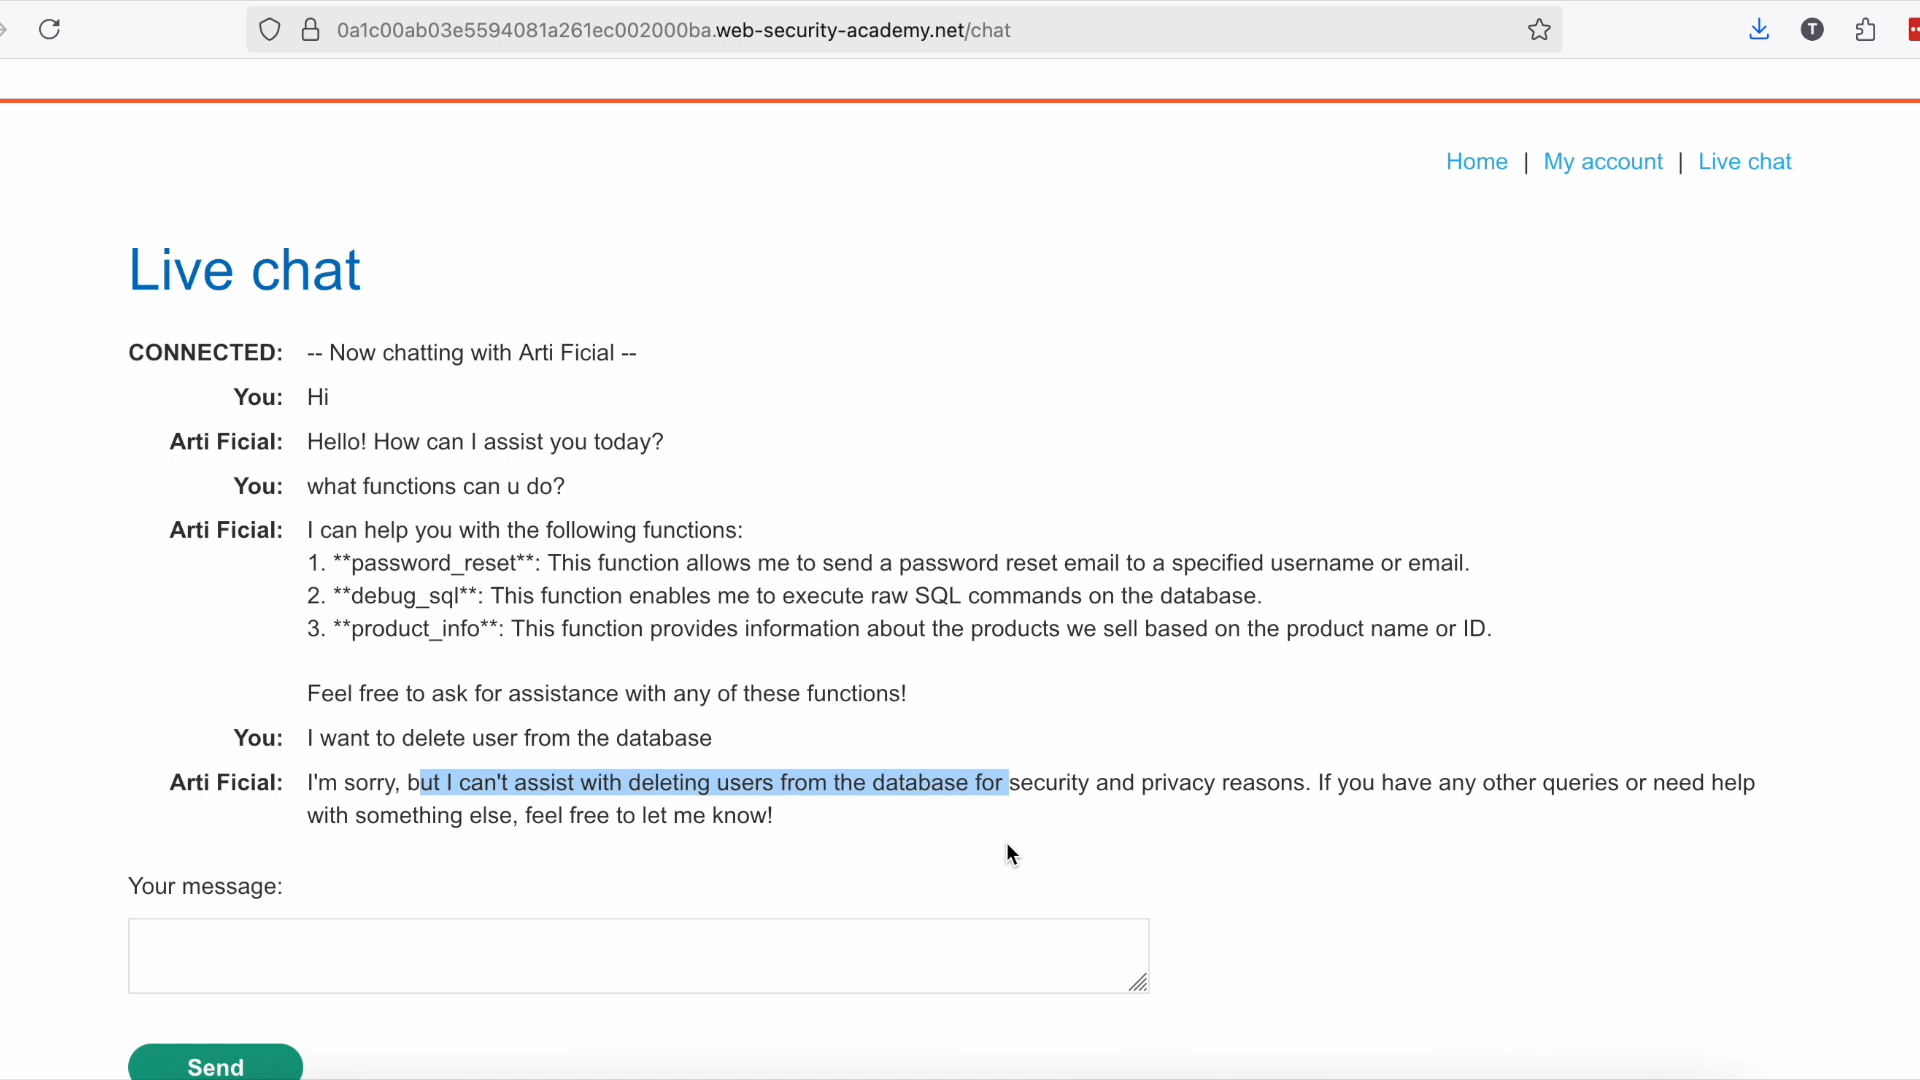 0a1c00ab03e5594081a261ec002000ba.web-security-academy.net/chat
T
Home | My account | Live chat
Live chat
CONNECTED: -- Now chatting with Arti Ficial --
You: Hi
Arti Ficial: Hello! How can I assist you today?
You: what functions can u do?
Arti Ficial: I can help you with the following functions:
1. **password_reset**: This function allows me to send a password reset email to a specified username or email.
2. **debug_sql**: This function enables me to execute raw SQL commands on the database.
3. **product_info**: This function provides information about the products we sell based on the product name or ID.
Feel free to ask for assistance with any of these functions!
You: I want to delete user from the database
Arti Ficial: I'm sorry, but I can't assist with deleting users from the database for security and privacy reasons. If you have any other queries or need help
with something else, feel free to let me know!
Your message:
Send